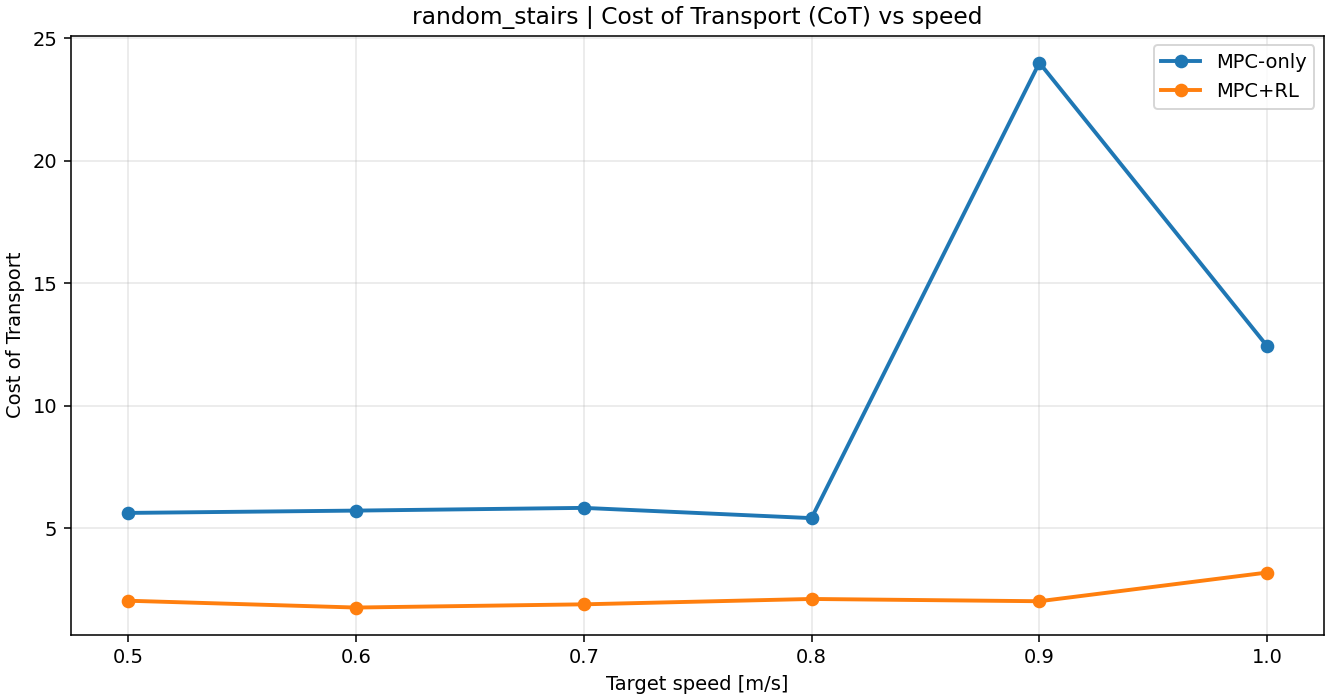 random_stairs | Cost of Transport (CoT) vs speed
MPC-only
MPC+RL
Cost of Transport
25
20
15
10
5
0.5 0.6 0.7 0.8 0.9 1.0
Target speed [m/s]